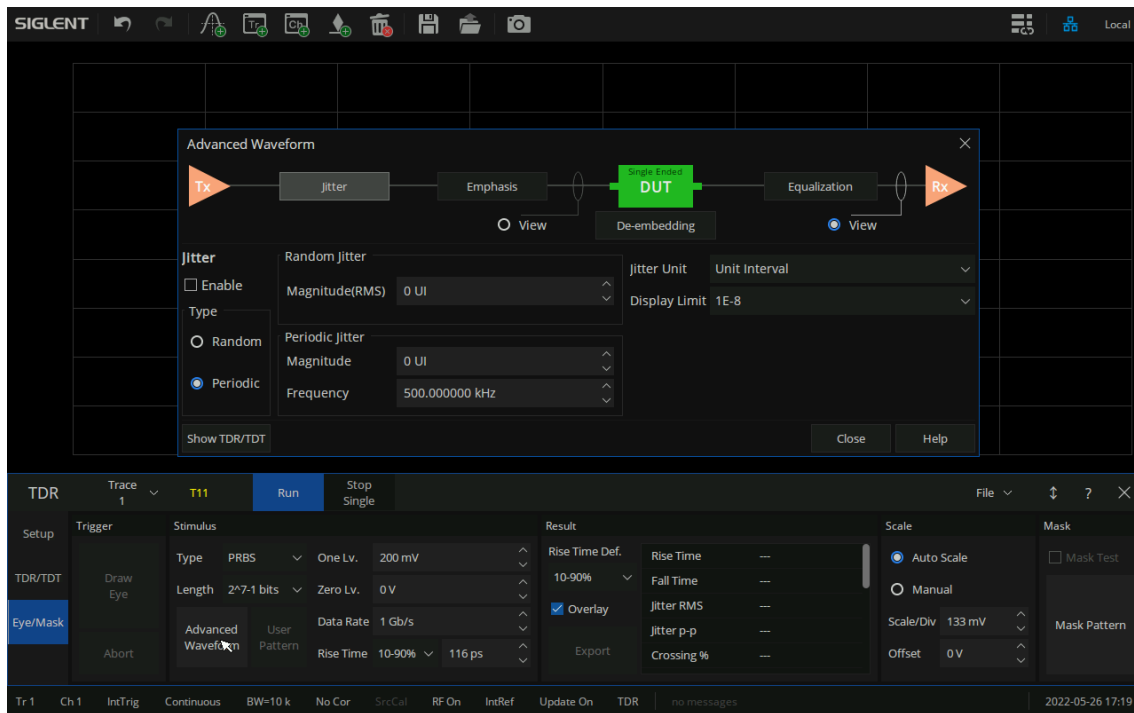 SIGLENT Tr Ch Local
Advanced Waveform
Tx Jitter Emphasis Single Ended DUT Equalization Rx
View De-embedding View
Jitter Random Jitter
Jitter Unit Unit Interval
Enable Magnitude(RMS) 0 UI
Display Limit 1E-8
Type
Random Periodic Jitter
Magnitude 0 UI
Periodic
Frequency 500.000000 kHz
Show TDR/TDT Close Help
TDR Trace 1 T11 Run Stop Single File ?
Setup Trigger Stimulus Result Scale Mask
Type PRBS One Lv. 200 mV Rise Time Def. Rise Time --- Auto Scale Mask Test
TDR/TDT Draw Eye Length 2^7-1 bits Zero Lv. 0 V 10-90% Fall Time --- Manual
Eye/Mask Advanced Waveform User Pattern Data Rate 1 Gb/s Overlay Jitter RMS --- Scale/Div 133 mV Mask Pattern
Jitter p-p ---
Abort Rise Time 10-90% 116 ps Export Crossing % --- Offset 0 V
Tr 1 Ch 1 IntTrig Continuous BW=10 k No Cor SrcCal RF On IntRef Update On TDR no messages 2022-05-26 17:19